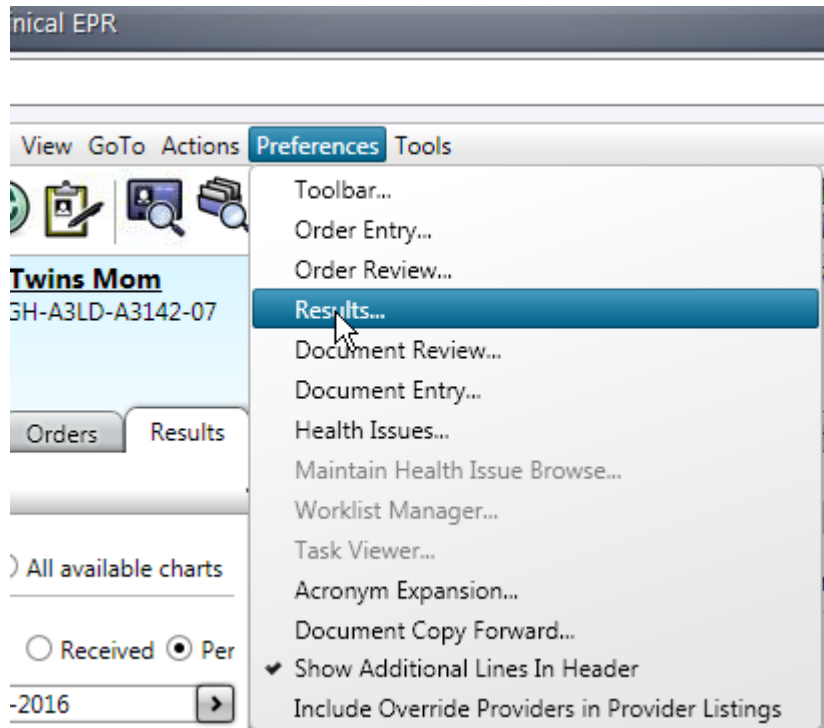 nical EPR
View GoTo Actions Preferences Tools
Toolbar...
Order Entry...
Order Review...
Results...
Document Review...
Document Entry...
Health Issues...
Maintain Health Issue Browse...
Worklist Manager...
Task Viewer...
Acronym Expansion...
Document Copy Forward...
Show Additional Lines In Header
Include Override Providers in Provider Listings
Twins Mom
GH-A3LD-A3142-07
Orders Results
All available charts
Received Per
-2016